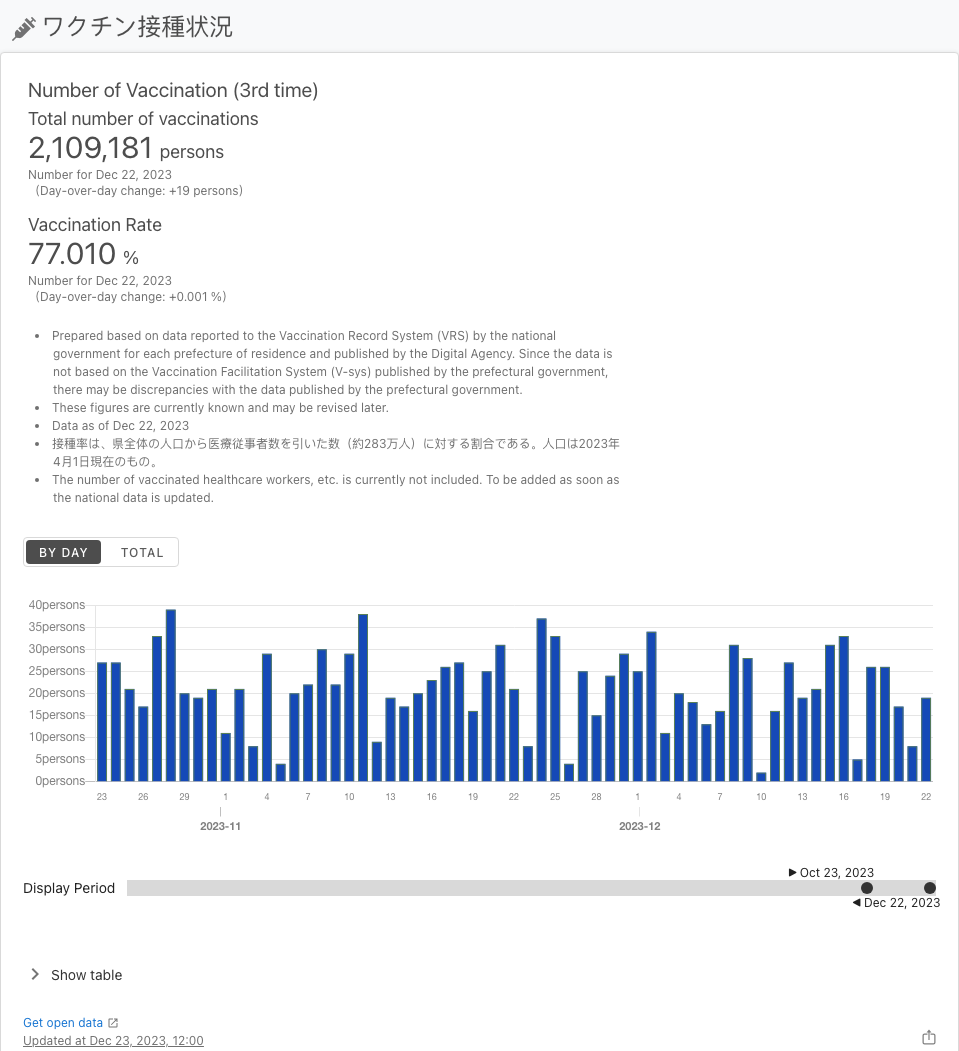 ワクチン接種状況
Number of Vaccination (3rd time)
Total number of vaccinations
2,109,181 persons
Number for Dec 22, 2023
(Day-over-day change: +19 persons)
Vaccination Rate
77.010 %
Number for Dec 22, 2023
(Day-over-day change: +0.001 %)
• Prepared based on data reported to the Vaccination Record System (VRS) by the national
government for each prefecture of residence and published by the Digital Agency. Since the data is
not based on the Vaccination Facilitation System (V-sys) published by the prefectural government,
there may be discrepancies with the data published by the prefectural government.
• These figures are currently known and may be revised later.
• Data as of Dec 22, 2023
• 接種率は、県全体の人口から医療従事者数を引いた数（約283万人）に対する割合である。人口は2023年
4月1日現在のもの。
• The number of vaccinated healthcare workers, etc. is currently not included. To be added as soon as
the national data is updated.
BY DAY TOTAL
40persons
35persons
30persons
25persons
20persons
15persons
10persons
5persons
0persons
23 26 29 1 4 7 10 13 16 19 22 25 28 1 4 7 10 13 16 19 22
2023-11 2023-12
Oct 23, 2023
Display Period
Dec 22, 2023
Show table
Get open data
Updated at Dec 23, 2023, 12:00